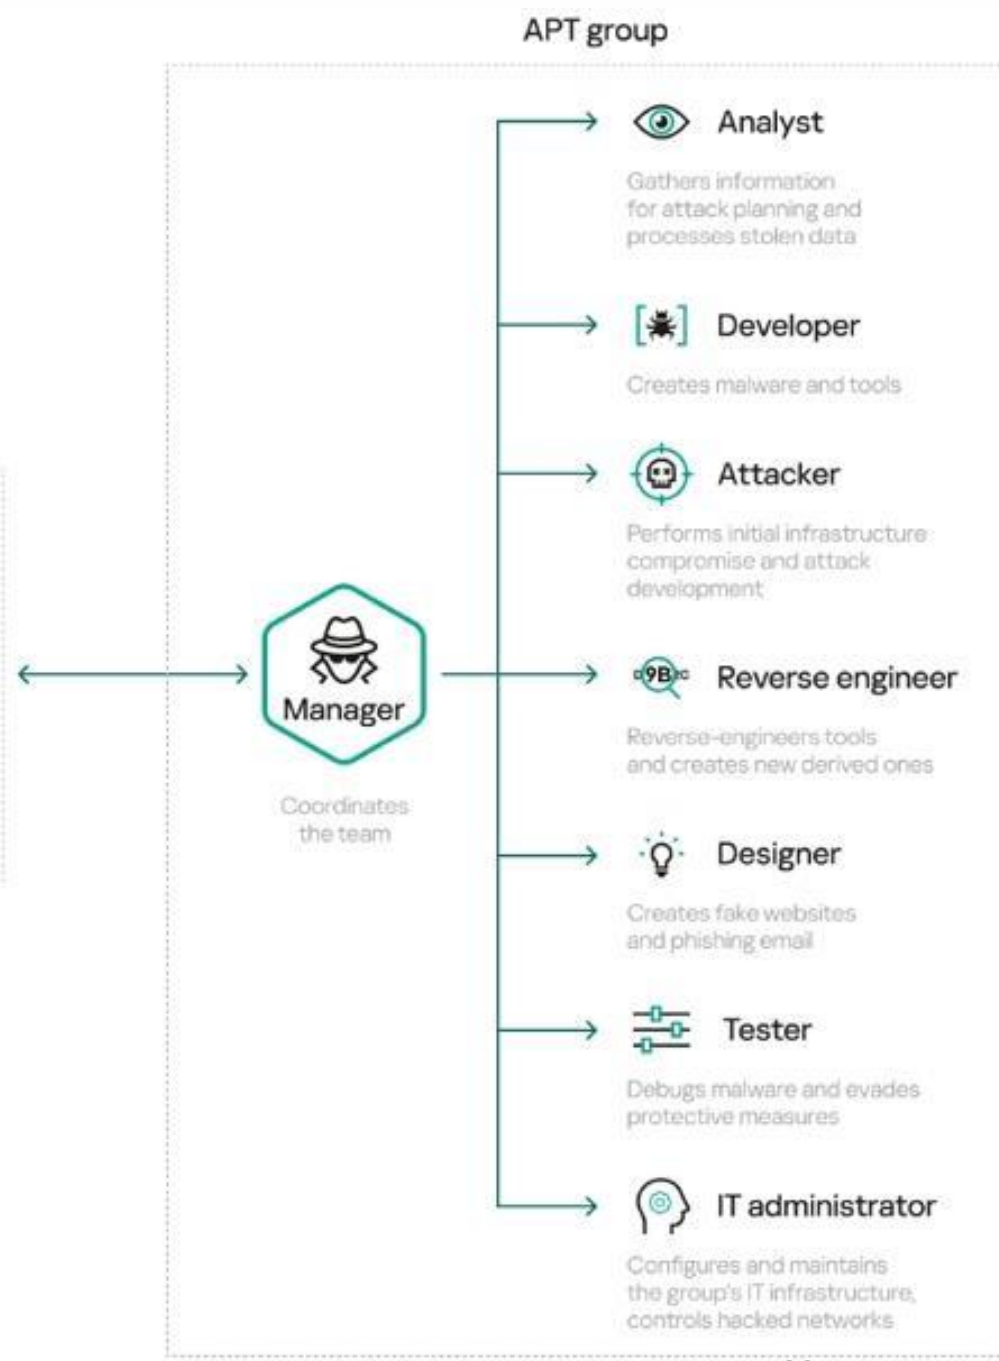 APT group
Analyst
Gathers information
for attack planning and
processes stolen data
Developer
Creates malware and tools
Attacker
Performs initial infrastructure
compromise and attack
development
Manager
Coordinates
the team
9B
Reverse engineer
Reverse-engineers tools
and creates new derived ones
Designer
Creates fake websites
and phishing email
Tester
Debugs malware and evades
protective measures
IT administrator
Configures and maintains
the group's IT infrastructure,
controls hacked networks